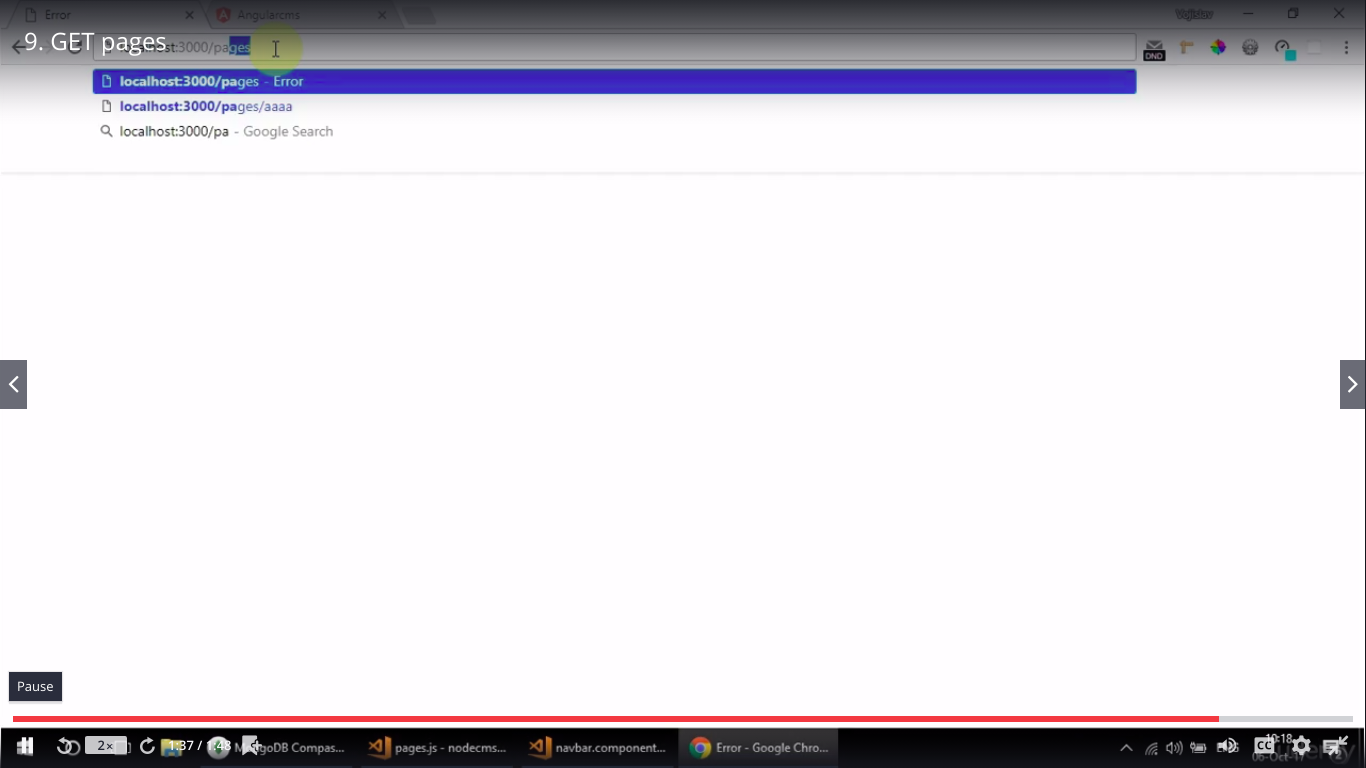 Error
Angularcms
Vojislav
9. GET pages
:3000/pages
DND
localhost:3000/pages - Error
localhost:3000/pages/aaaa
localhost:3000/pa - Google Search
Pause
2×
1:37 / 1:48
MongoDB Compas...
pages.js - nodecms...
navbar.component...
Error - Google Chro...
CC
10:18
06-Oct-17